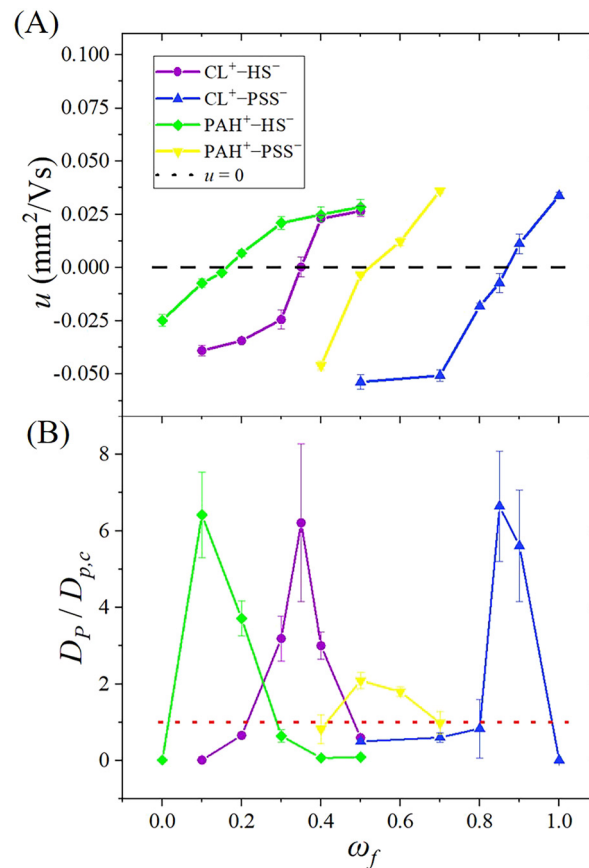 (A)
0.100
0.075
0.050
0.025
0.000
-0.025
-0.050
u (mm²/Vs)
CL⁺–HS⁻
CL⁺–PSS⁻
PAH⁺–HS⁻
PAH⁺–PSS⁻
u = 0
(B)
8
6
4
2
0
D_P / D_{p,c}
0.0 0.2 0.4 0.6 0.8 1.0
ω_f